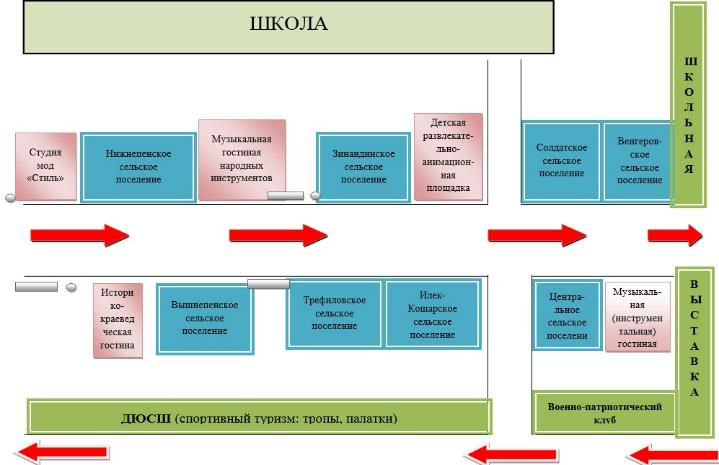 ШКОЛА
Студия
мод
«Стиль»
Нижнепенское
сельское
поселение
Музыкальная
гостиная
народных
инструментов
Зинаидинское
сельское
поселение
Детская
развлекате-
льно-
анимацион-
ная
площадка
Солдатское
сельское
поселение
Венгеров-
ское
сельское
поселение
Ш
К
О
Л
Ь
Н
А
Я
Истори
ко-
краевед
ческая
гостина
Вышнепенское
сельское
поселение
Трефиловское
сельское
поселение
Илек-
Кошарское
сельское
поселение
Центра-
льное
сельское
поселени
Музыкаль-
ная
(инструмен
тальная)
гостиная
В
Ы
С
Т
А
В
К
А
ДЮСШ (спортивный туризм: тропы, палатки)
Военно-патриотический
клуб